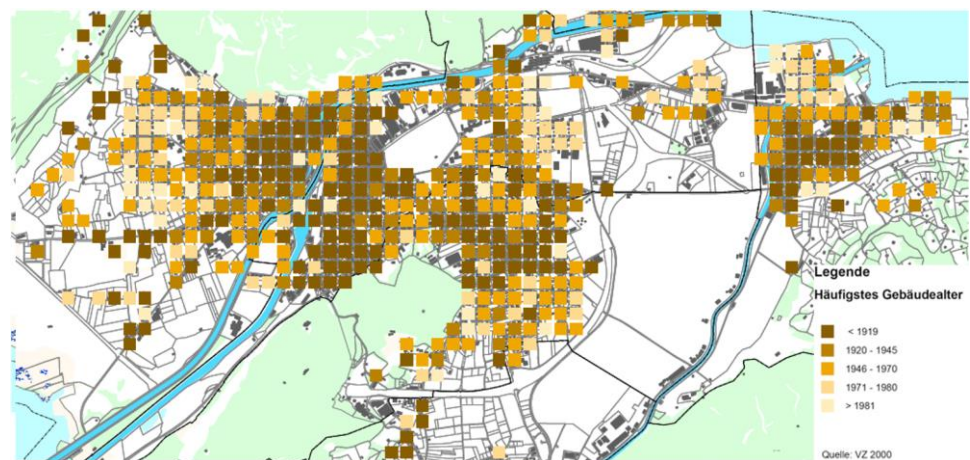 Legende
Häufigstes Gebäudealter
< 1919
1920 - 1945
1946 - 1970
1971 - 1980
> 1981
Quelle: VZ 2000